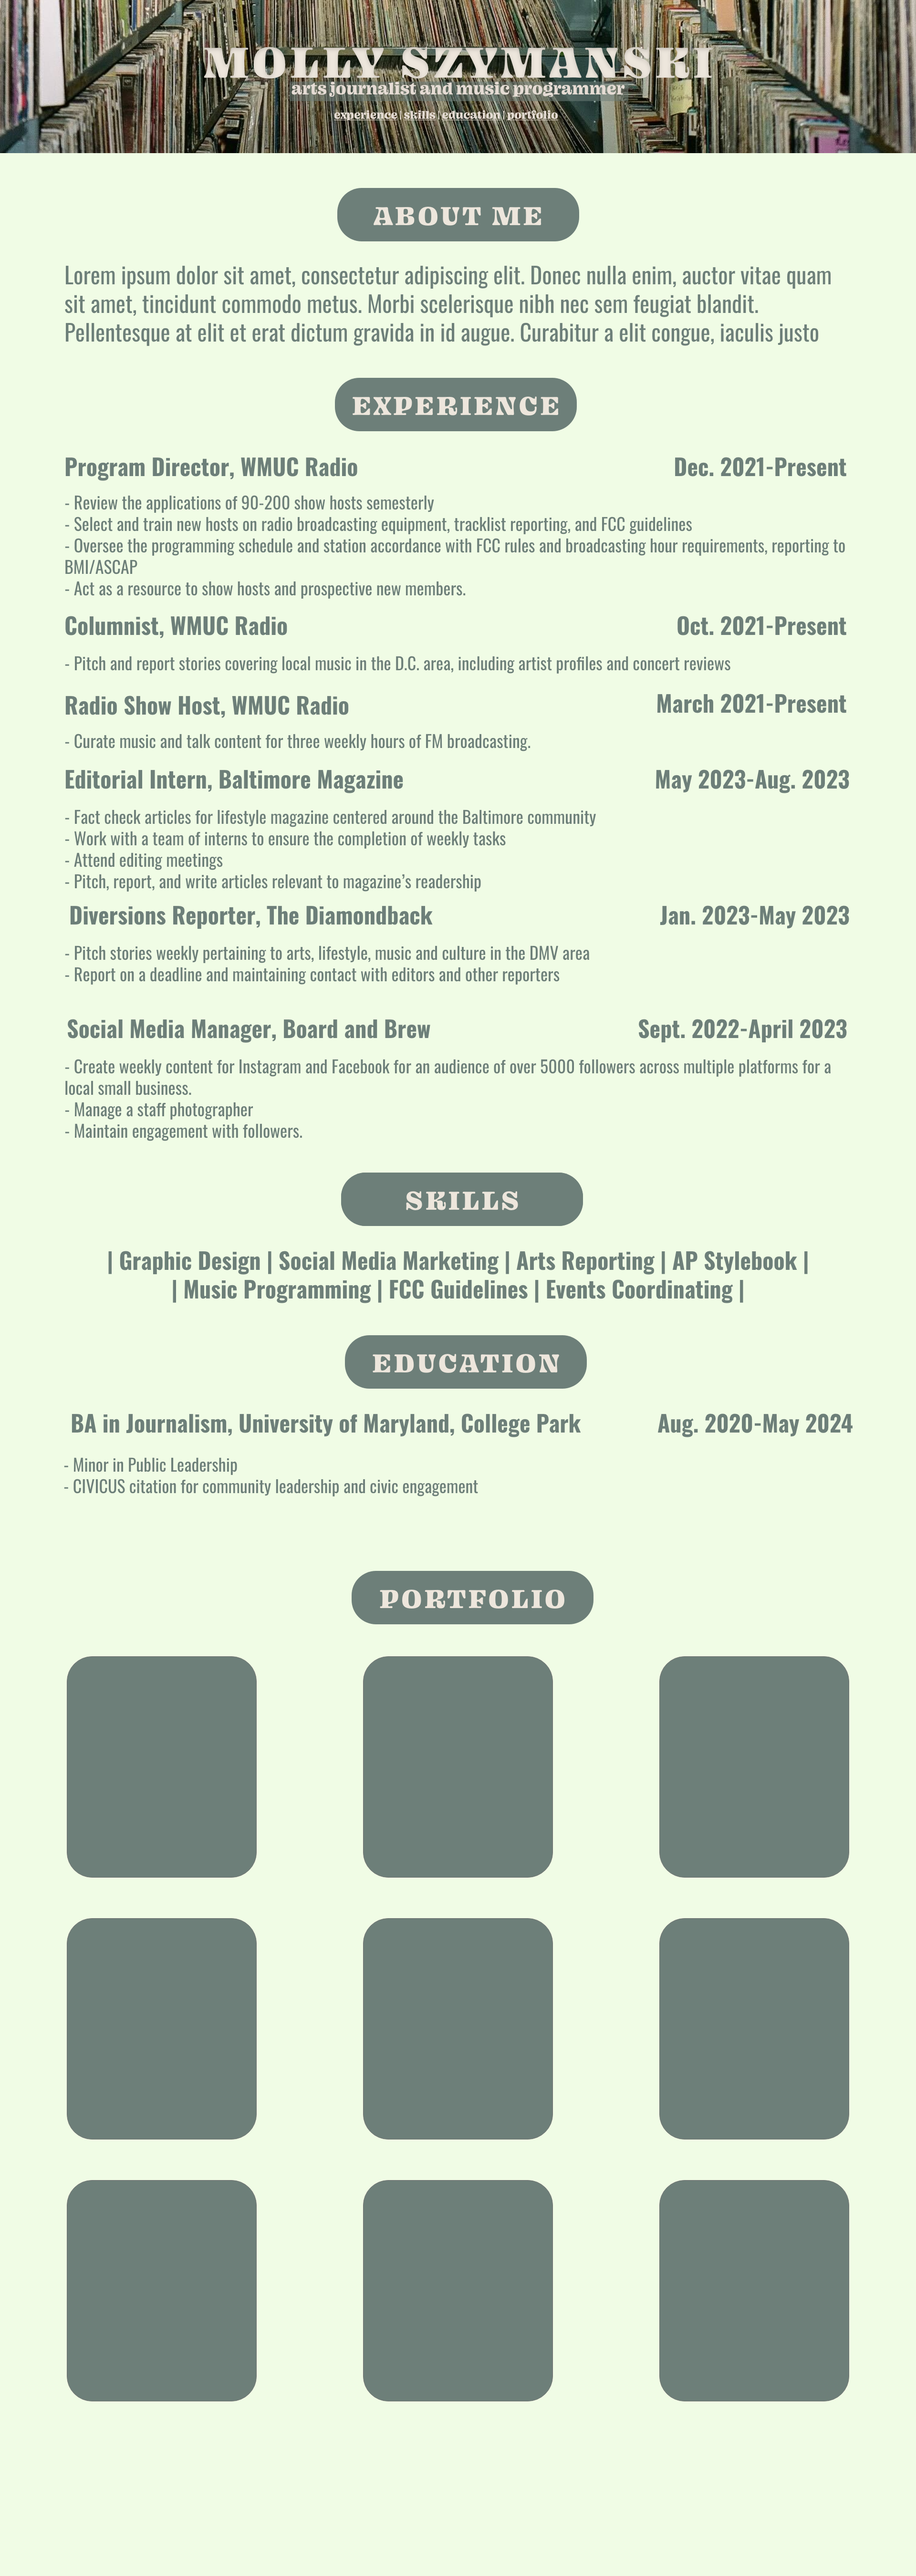 MOLLY SZYMANSKI
arts journalist and music programmer
experience | skills | education | portfolio
ABOUT ME
Lorem ipsum dolor sit amet, consectetur adipiscing elit. Donec nulla enim, auctor vitae quam
sit amet, tincidunt commodo metus. Morbi scelerisque nibh nec sem feugiat blandit.
Pellentesque at elit et erat dictum gravida in id augue. Curabitur a elit congue, iaculis justo
EXPERIENCE
Program Director, WMUC Radio Dec. 2021-Present
- Review the applications of 90-200 show hosts semesterly
- Select and train new hosts on radio broadcasting equipment, tracklist reporting, and FCC guidelines
- Oversee the programming schedule and station accordance with FCC rules and broadcasting hour requirements, reporting to
BMI/ASCAP
- Act as a resource to show hosts and prospective new members.
Columnist, WMUC Radio Oct. 2021-Present
- Pitch and report stories covering local music in the D.C. area, including artist profiles and concert reviews
Radio Show Host, WMUC Radio March 2021-Present
- Curate music and talk content for three weekly hours of FM broadcasting.
Editorial Intern, Baltimore Magazine May 2023-Aug. 2023
- Fact check articles for lifestyle magazine centered around the Baltimore community
- Work with a team of interns to ensure the completion of weekly tasks
- Attend editing meetings
- Pitch, report, and write articles relevant to magazine’s readership
Diversions Reporter, The Diamondback Jan. 2023-May 2023
- Pitch stories weekly pertaining to arts, lifestyle, music and culture in the DMV area
- Report on a deadline and maintaining contact with editors and other reporters
Social Media Manager, Board and Brew Sept. 2022-April 2023
- Create weekly content for Instagram and Facebook for an audience of over 5000 followers across multiple platforms for a
local small business.
- Manage a staff photographer
- Maintain engagement with followers.
SKILLS
| Graphic Design | Social Media Marketing | Arts Reporting | AP Stylebook |
| Music Programming | FCC Guidelines | Events Coordinating |
EDUCATION
BA in Journalism, University of Maryland, College Park Aug. 2020-May 2024
- Minor in Public Leadership
- CIVICUS citation for community leadership and civic engagement
PORTFOLIO